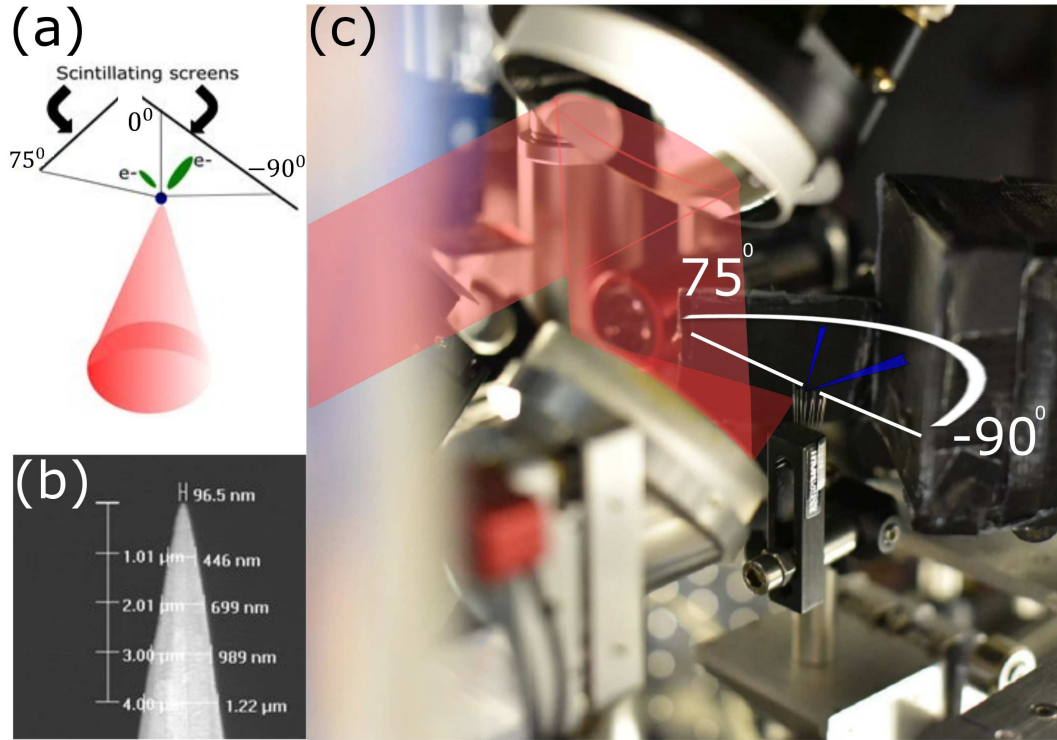 (a)
Scintillating screens
0⁰
75⁰
e-
e-
−90⁰
(b)
H 96.5 nm
1.01 µm 446 nm
2.01 µm 699 nm
3.00 µm 989 nm
4.00 µm 1.22 µm
(c)
75⁰
-90⁰